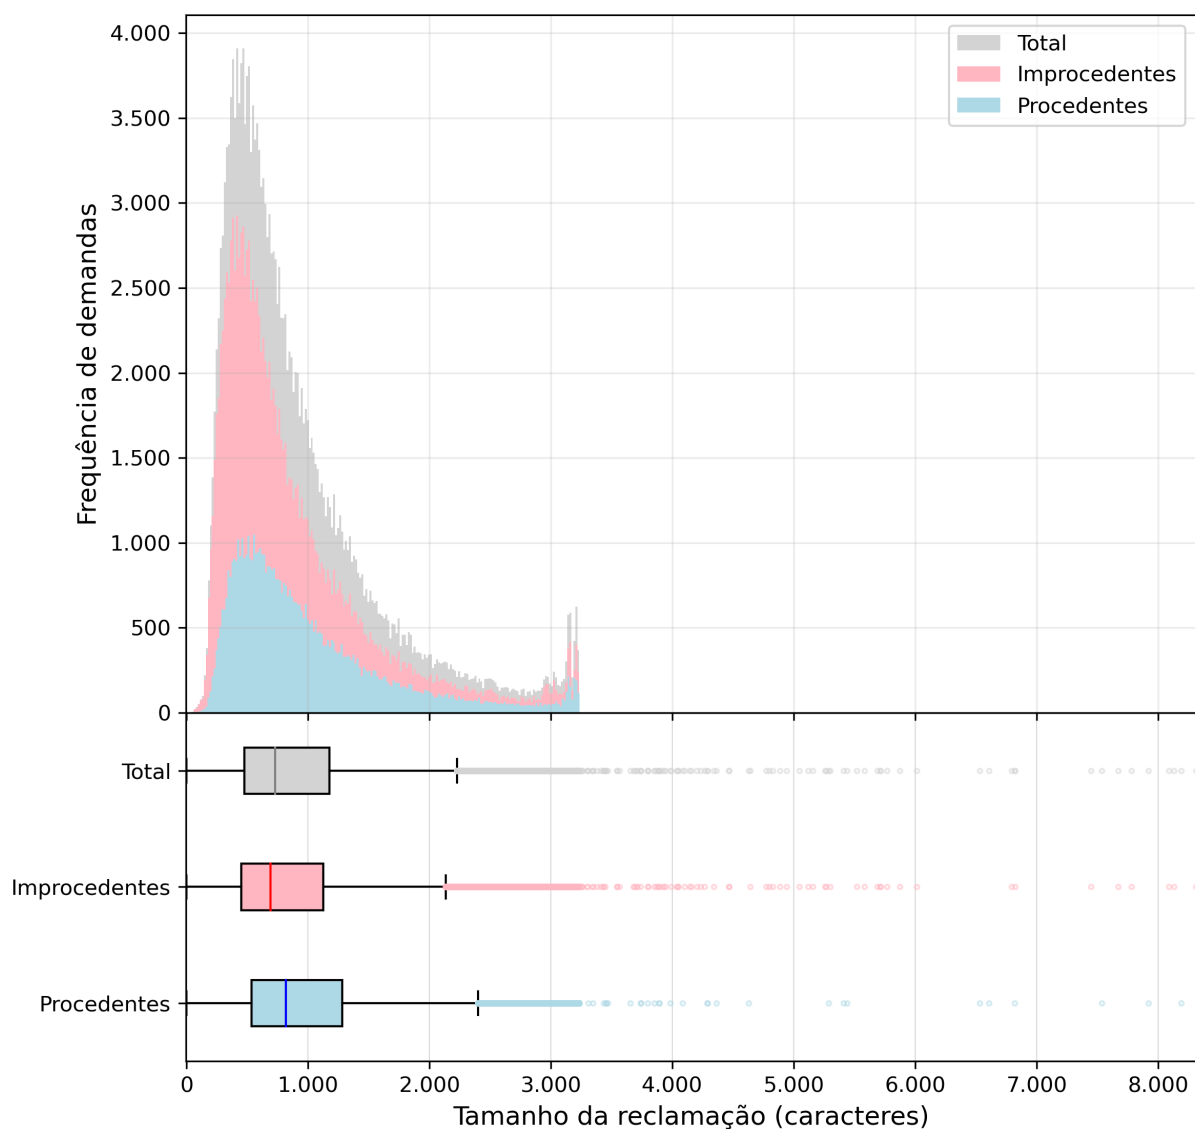 4.000
3.500
3.000
2.500
2.000
1.500
1.000
500
0
Frequência de demandas
Total
Improcedentes
Procedentes
Total
Improcedentes
Procedentes
0 1.000 2.000 3.000 4.000 5.000 6.000 7.000 8.000
Tamanho da reclamação (caracteres)